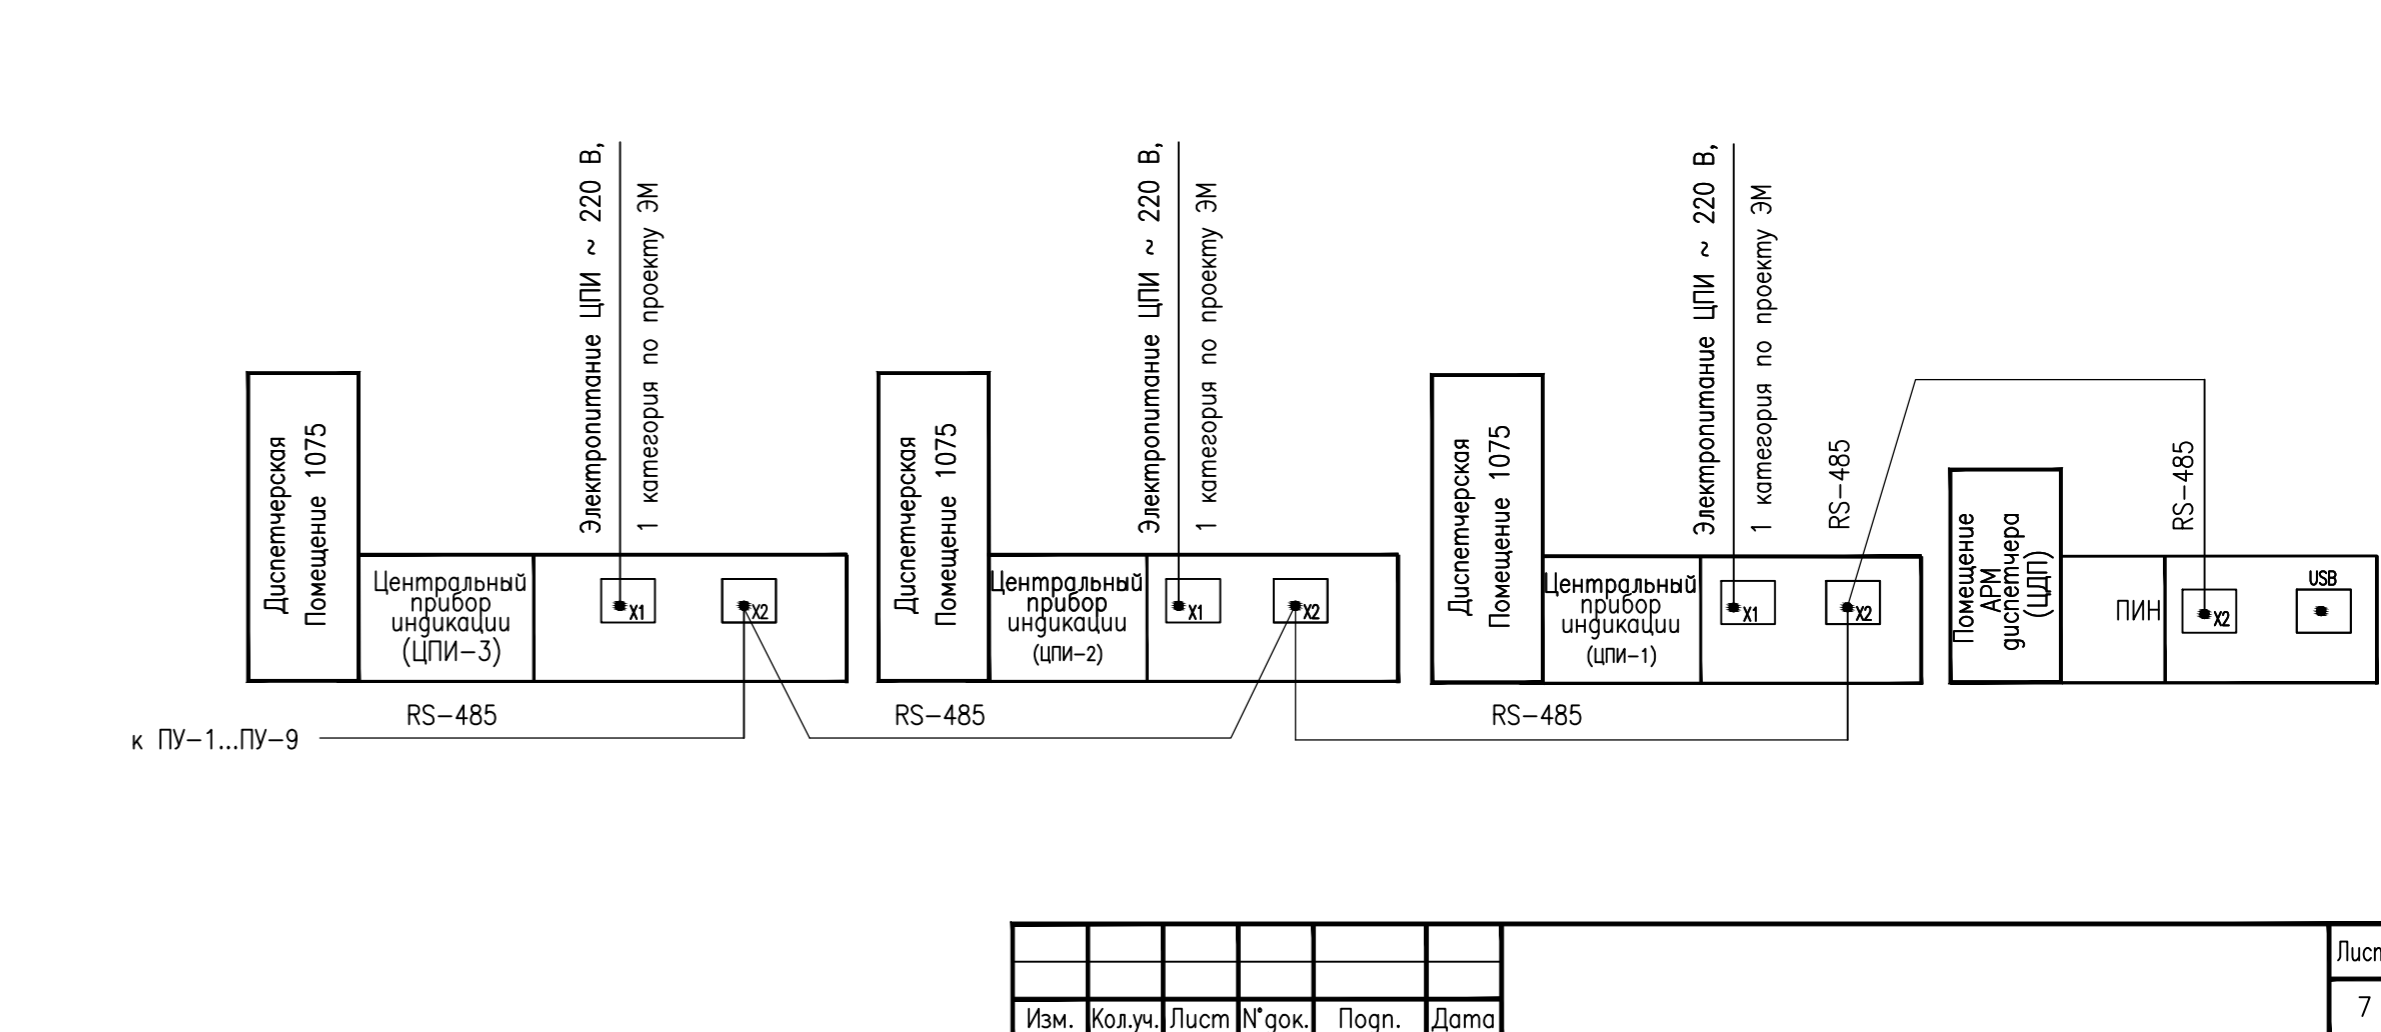 Диспетчерская
Помещение 1075
Центральный
прибор
индикации
(ЦПИ-3)
Электропитание ЦПИ ~ 220 В,
1 категория по проекту ЭМ
X1
X2
RS-485
к ПУ-1...ПУ-9
Диспетчерская
Помещение 1075
Центральный
прибор
индикации
(ЦПИ-2)
Электропитание ЦПИ ~ 220 В,
1 категория по проекту ЭМ
X1
X2
RS-485
Диспетчерская
Помещение 1075
Центральный
прибор
индикации
(ЦПИ-1)
Электропитание ЦПИ ~ 220 В,
1 категория по проекту ЭМ
X1
X2
RS-485
RS-485
Помещение
АРМ
диспетчера
(ЦДП)
ПИН
RS-485
X2
USB
Изм. Кол.уч. Лист N°док. Подп. Дата
Лист
7